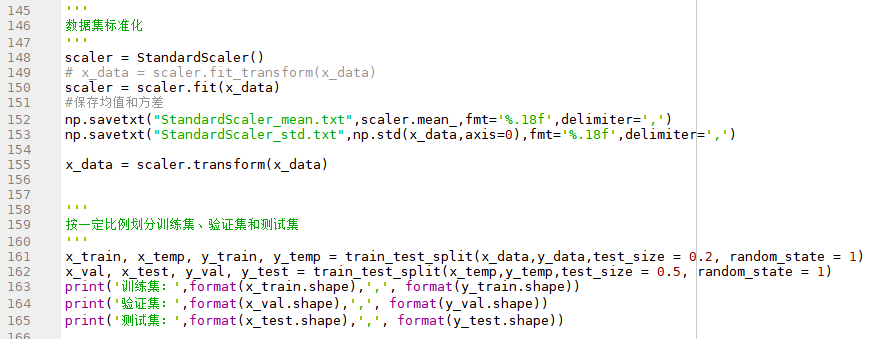 145 '''
146 数据集标准化
147 '''
148 scaler = StandardScaler()
149 # x_data = scaler.fit_transform(x_data)
150 scaler = scaler.fit(x_data)
151 #保存均值和方差
152 np.savetxt("StandardScaler_mean.txt",scaler.mean_,fmt='%.18f',delimiter=',')
153 np.savetxt("StandardScaler_std.txt",np.std(x_data,axis=0),fmt='%.18f',delimiter=',')
154
155 x_data = scaler.transform(x_data)
156
157
158 '''
159 按一定比例划分训练集、验证集和测试集
160 '''
161 x_train, x_temp, y_train, y_temp = train_test_split(x_data,y_data,test_size = 0.2, random_state = 1)
162 x_val, x_test, y_val, y_test = train_test_split(x_temp,y_temp,test_size = 0.5, random_state = 1)
163 print('训练集：',format(x_train.shape),',', format(y_train.shape))
164 print('验证集：',format(x_val.shape),',', format(y_val.shape))
165 print('测试集：',format(x_test.shape),',', format(y_test.shape))
166